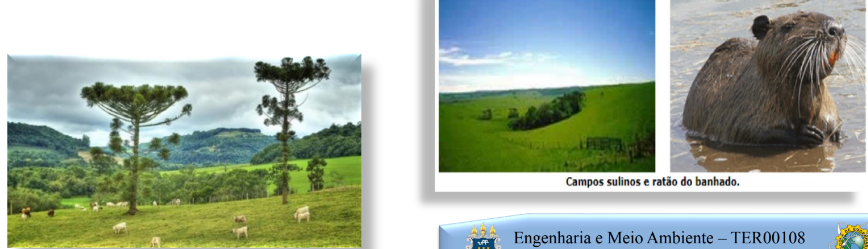 Campos sulinos e ratão do banhado.
Engenharia e Meio Ambiente – TER00108